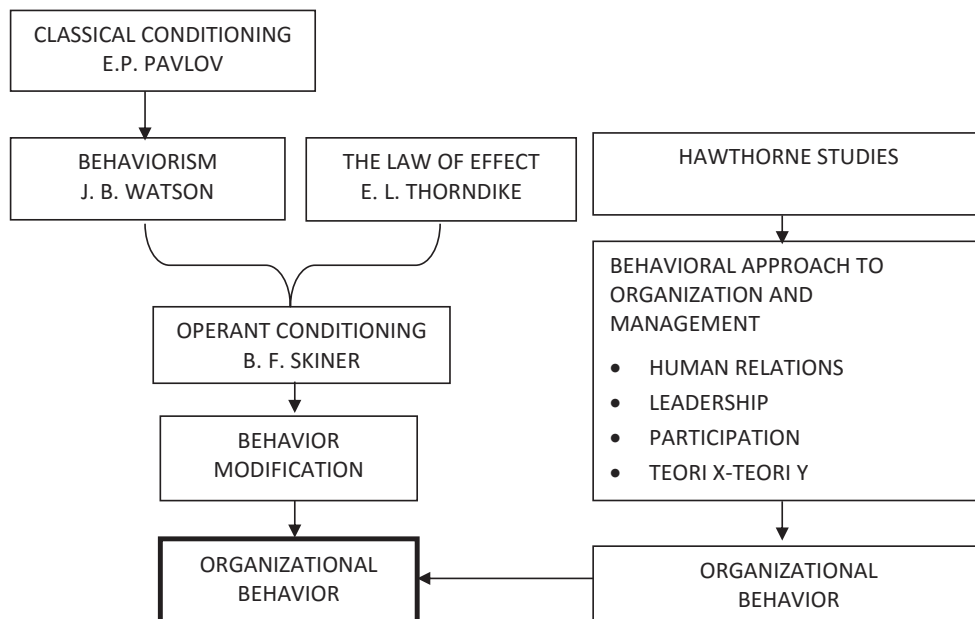 CLASSICAL CONDITIONING
E.P. PAVLOV
BEHAVIORISM
J. B. WATSON
THE LAW OF EFFECT
E. L. THORNDIKE
HAWTHORNE STUDIES
OPERANT CONDITIONING
B. F. SKINER
BEHAVIOR
MODIFICATION
ORGANIZATIONAL
BEHAVIOR
BEHAVIORAL APPROACH TO
ORGANIZATION AND
MANAGEMENT
• HUMAN RELATIONS
• LEADERSHIP
• PARTICIPATION
• TEORI X-TEORI Y
ORGANIZATIONAL
BEHAVIOR